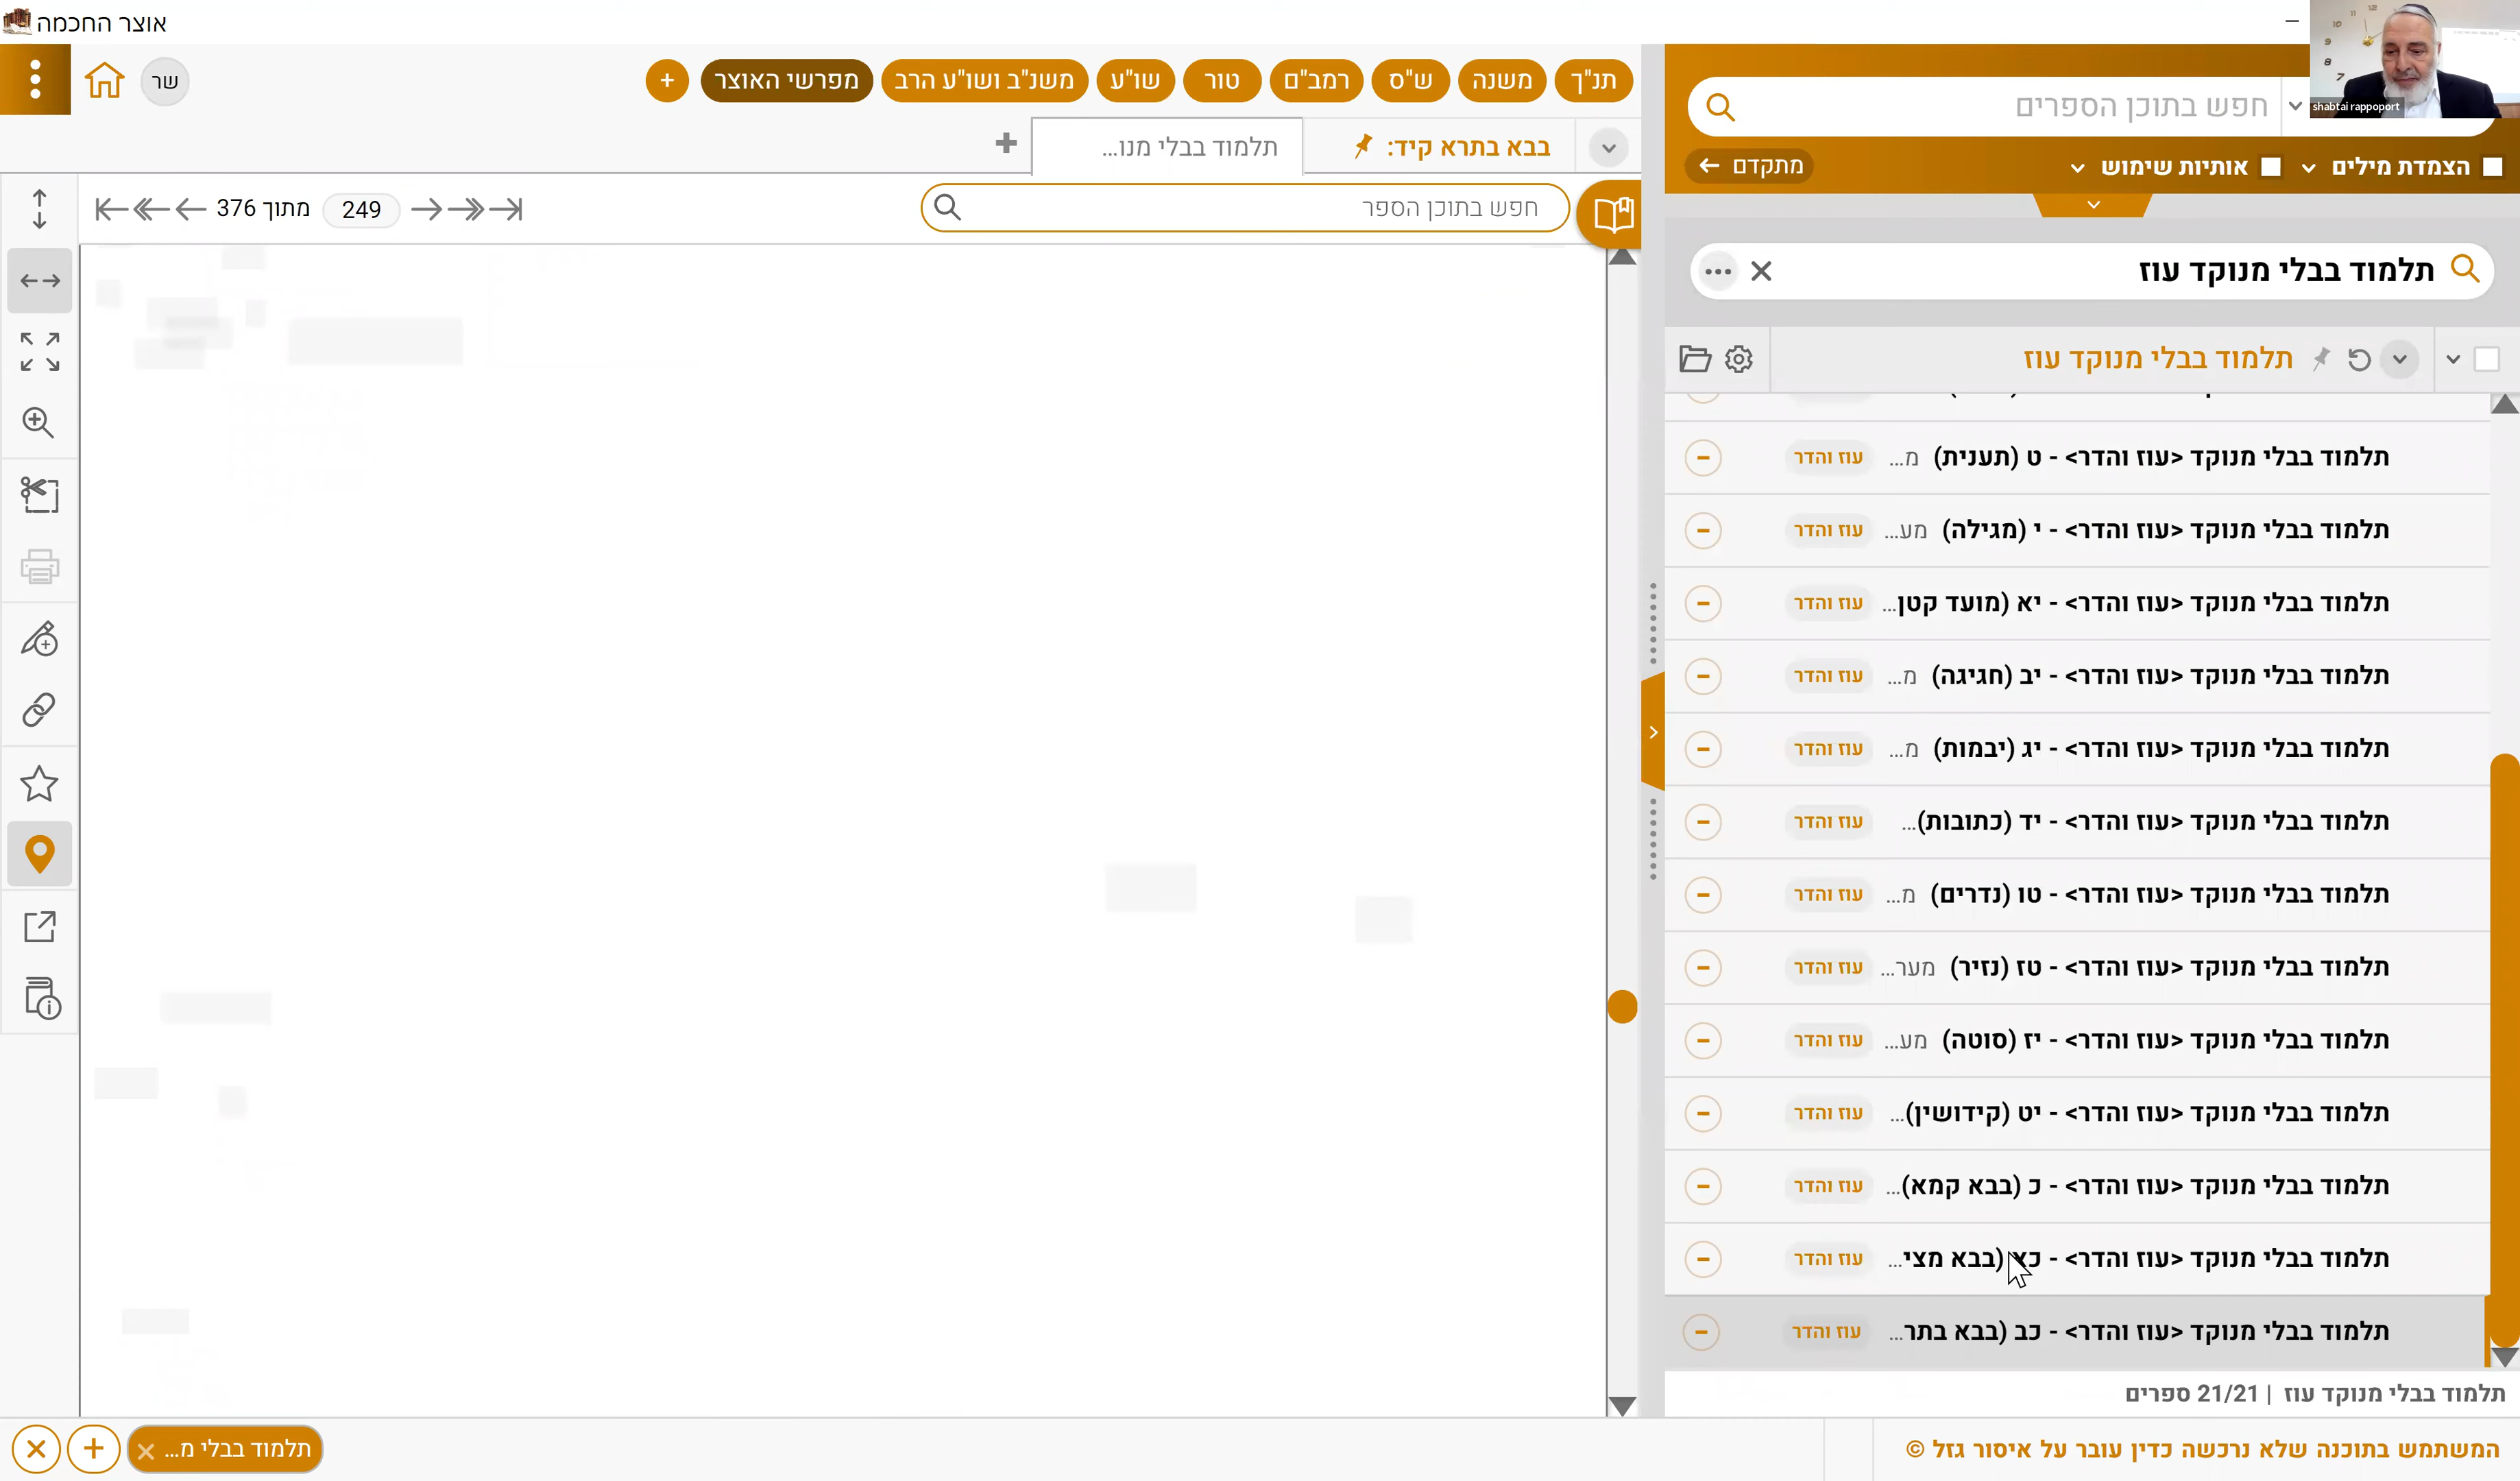 אוצר החכמה
shabtai rappoport
שר
תנ"ך
משנה
ש"ס
רמב"ם
טור
שו"ע
משנ"ב ושו"ע הרב
מפרשי האוצר
חפש בתוכן הספרים
הצמדת מילים
אותיות שימוש
מתקדם
בבא בתרא קיד:
תלמוד בבלי מנו...
חפש בתוכן הספר
249 מתוך 376
תלמוד בבלי מנוקד עוז
תלמוד בבלי מנוקד עוז
תלמוד בבלי מנוקד <עוז והדר> - ט (תענית) מ... עוז והדר
תלמוד בבלי מנוקד <עוז והדר> - י (מגילה) מע... עוז והדר
תלמוד בבלי מנוקד <עוז והדר> - יא (מועד קטן... עוז והדר
תלמוד בבלי מנוקד <עוז והדר> - יב (חגיגה) מ... עוז והדר
תלמוד בבלי מנוקד <עוז והדר> - יג (יבמות) מ... עוז והדר
תלמוד בבלי מנוקד <עוז והדר> - יד (כתובות)... עוז והדר
תלמוד בבלי מנוקד <עוז והדר> - טו (נדרים) מ... עוז והדר
תלמוד בבלי מנוקד <עוז והדר> - טז (נזיר) מער... עוז והדר
תלמוד בבלי מנוקד <עוז והדר> - יז (סוטה) מע... עוז והדר
תלמוד בבלי מנוקד <עוז והדר> - יט (קידושין)... עוז והדר
תלמוד בבלי מנוקד <עוז והדר> - כ (בבא קמא)... עוז והדר
תלמוד בבלי מנוקד <עוז והדר> - כא (בבא מצי... עוז והדר
תלמוד בבלי מנוקד <עוז והדר> - כב (בבא בתר... עוז והדר
תלמוד בבלי מנוקד עוז | 21/21 ספרים
המשתמש בתוכנה שלא נרכשה כדין עובר על איסור גזל ©
תלמוד בבלי מ...